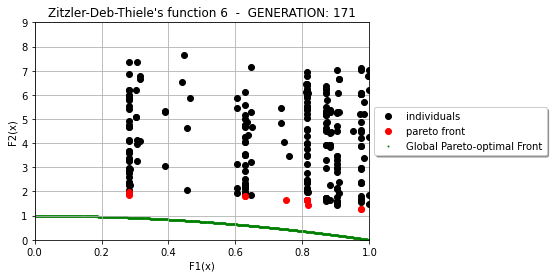 Zitzler-Deb-Thiele's function 6 - GENERATION: 171
9
8
7
6
5
4
3
2
1
0
F2(x)
0.0 0.2 0.4 0.6 0.8 1.0
F1(x)
individuals
pareto front
Global Pareto-optimal Front